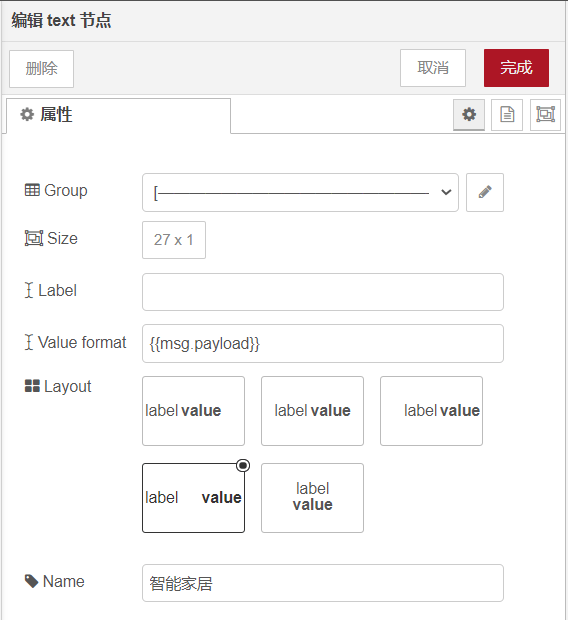 编辑 text 节点
删除 取消 完成
属性
Group [————————————————————
Size 27 x 1
Label
Value format {{msg.payload}}
Layout label value label value label value
label value label
value
Name 智能家居